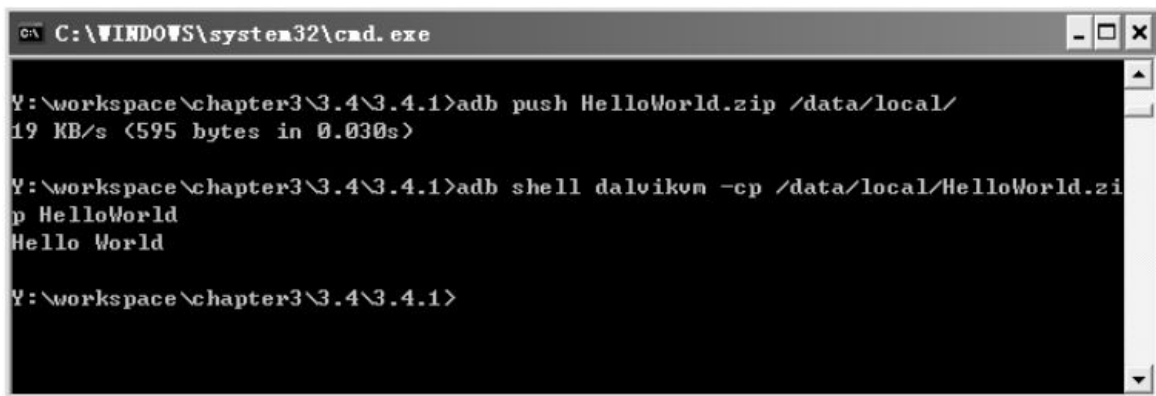 C:\WINDOWS\system32\cmd.exe
Y:\workspace\chapter3\3.4\3.4.1>adb push HelloWorld.zip /data/local/
19 KB/s (595 bytes in 0.030s)
Y:\workspace\chapter3\3.4\3.4.1>adb shell dalvikvm -cp /data/local/HelloWorld.zi
p HelloWorld
Hello World
Y:\workspace\chapter3\3.4\3.4.1>